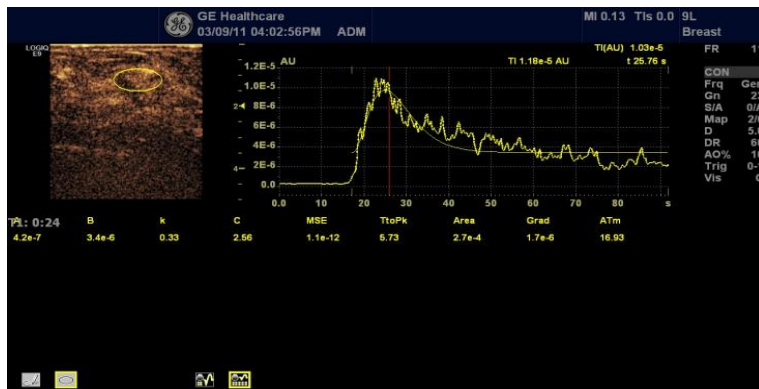 GE Healthcare MI 0.13 TIs 0.0 9L
03/09/11 04:02:56PM ADM Breast
LOGIQ E9
TI(AU) 1.03e-5
AU TI 1.18e-5 AU t 25.76 s
1.2E-5
1.0E-5
8E-6
6E-6
4E-6
2E-6
0.0
0.0 10 20 30 40 50 60 70 80 s
2
4
FR
CON
Frq
Gn
S/A
Map
D
DR
AO%
Trig
Vis
: 0:24
B k C MSE TtoPk Area Grad ATm
4.2e-7 3.4e-6 0.33 2.56 1.1e-12 5.73 2.7e-4 1.7e-6 16.93